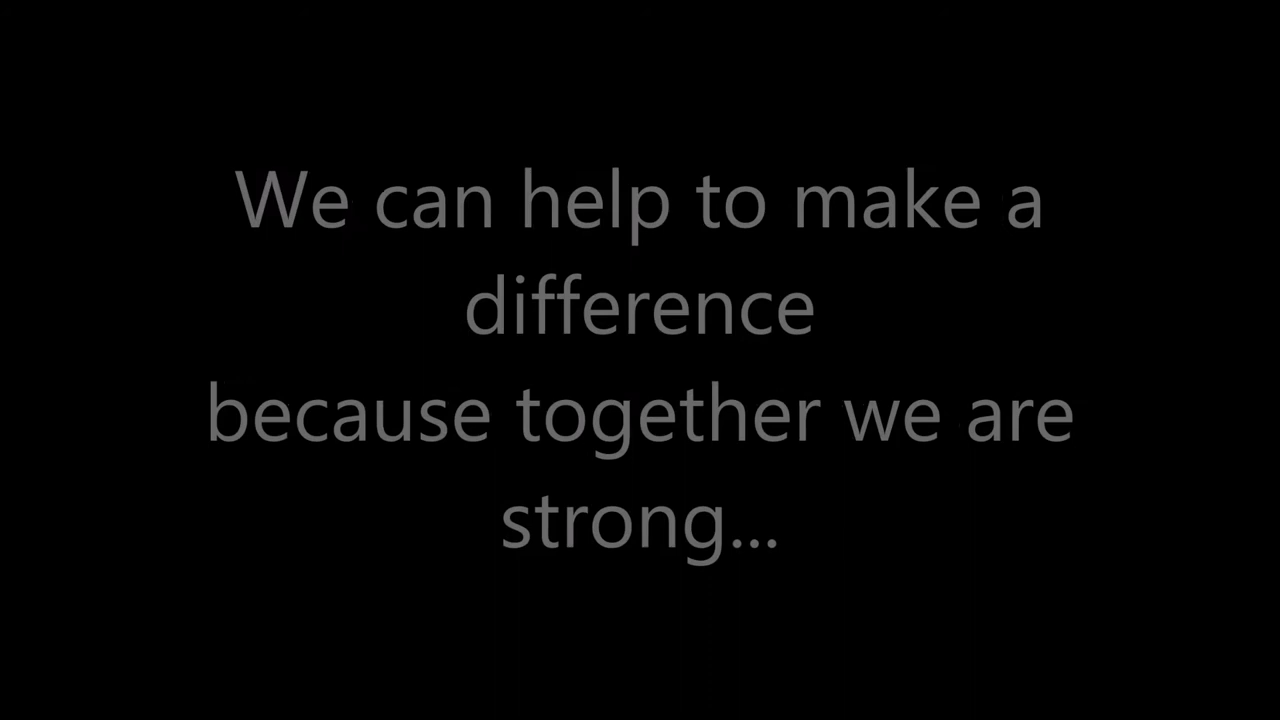 We can help to make a
difference
because together we are
strong...